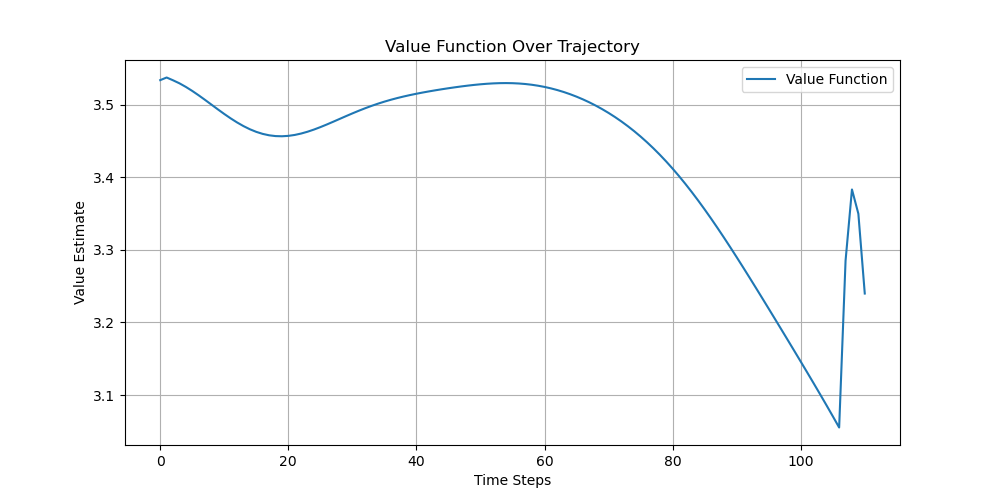 Value Function Over Trajectory
Value Function
3.5
3.4
3.3
3.2
3.1
Value Estimate
0 20 40 60 80 100
Time Steps